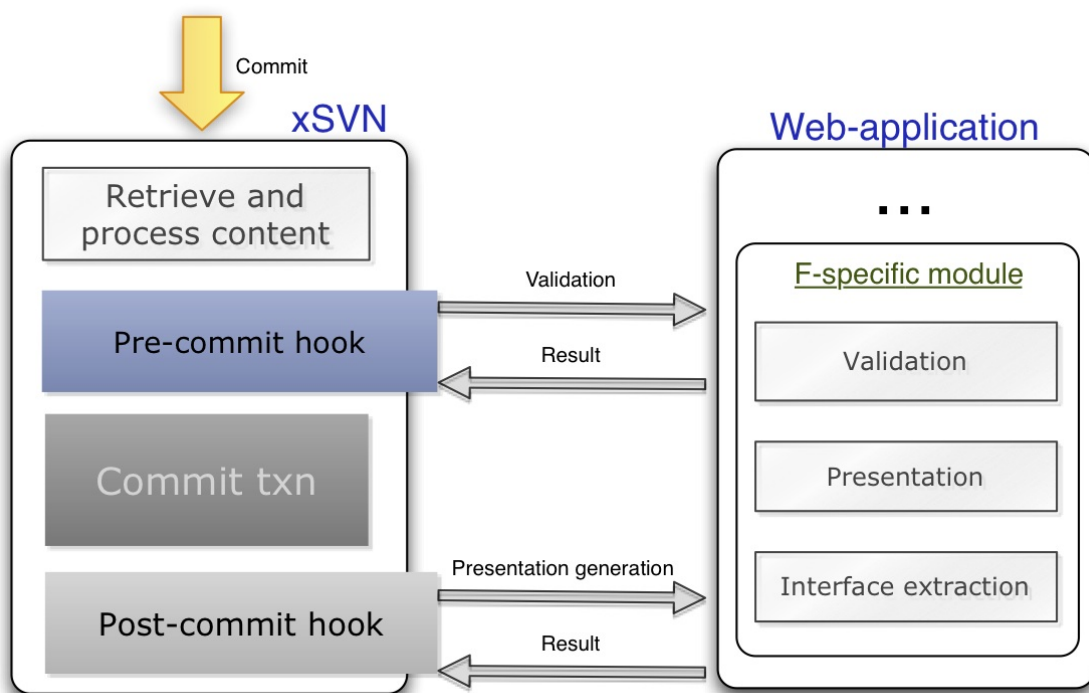 Commit
xSVN
Web-application
Retrieve and
process content
...
F-specific module
Validation
Pre-commit hook
Result
Validation
Commit txn
Presentation
Presentation generation
Interface extraction
Post-commit hook
Result